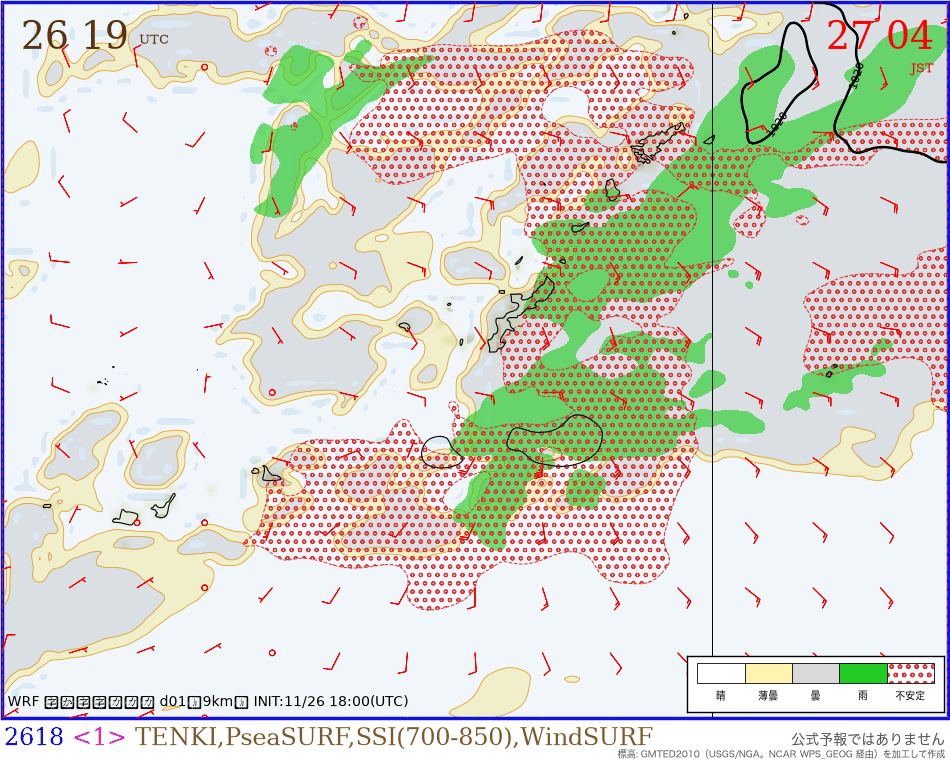 26 19 UTC
27 04
JST
1020
1020
WRF d01 9km INIT:11/26 18:00(UTC)
晴 薄曇 曇 雨 不安定
2618 <1> TENKI,PseaSURF,SSI(700-850),WindSURF
公式予報ではありません
標高: GMTED2010（USGS/NGA。NCAR WPS_GEOG 経由）を加工して作成